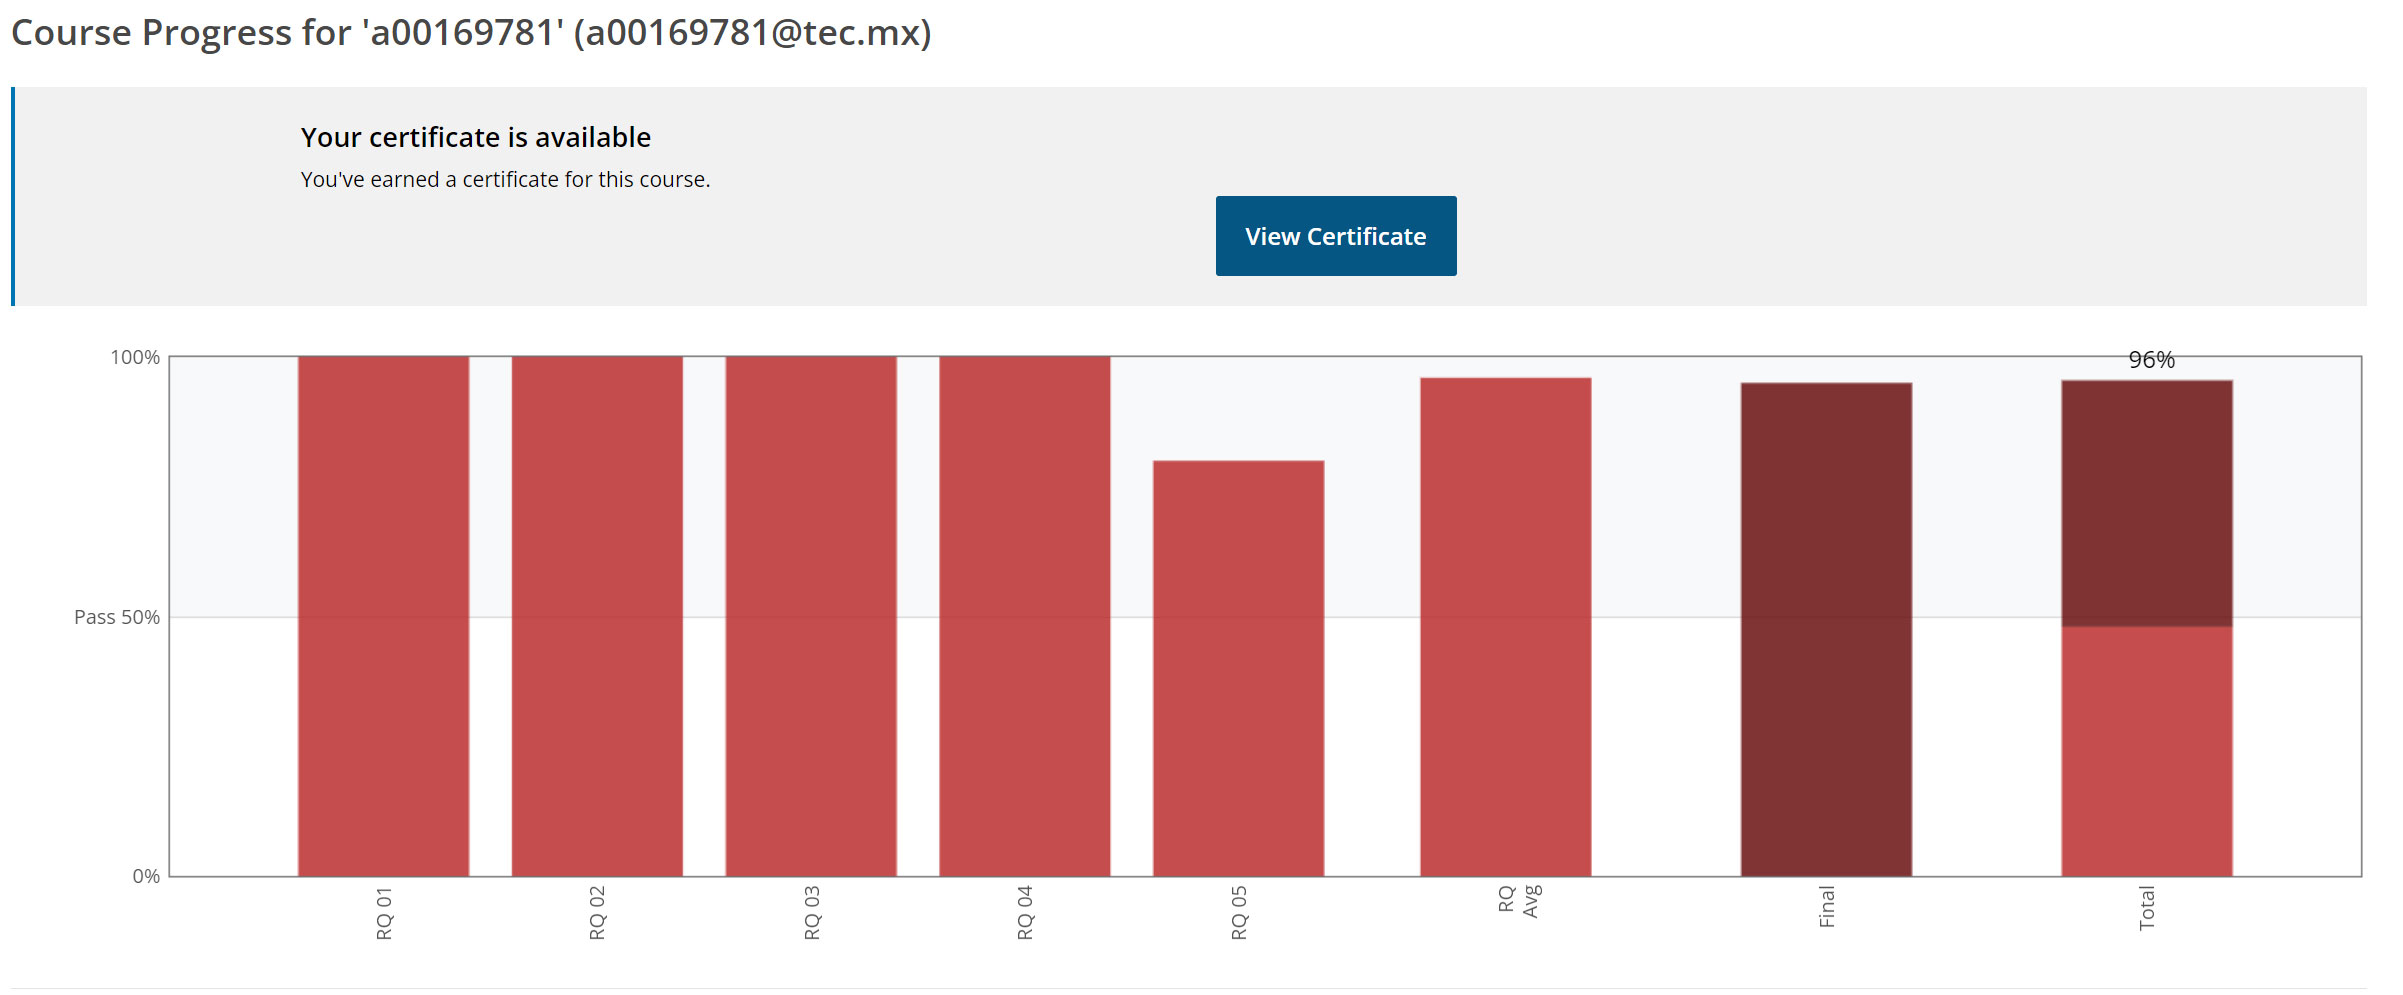 Course Progress for 'a00169781' (a00169781@tec.mx)
Your certificate is available
You've earned a certificate for this course.
View Certificate
100%
96%
Pass 50%
0%
RQ 01
RQ 02
RQ 03
RQ 04
RQ 05
RQ
Avg
Final
Total